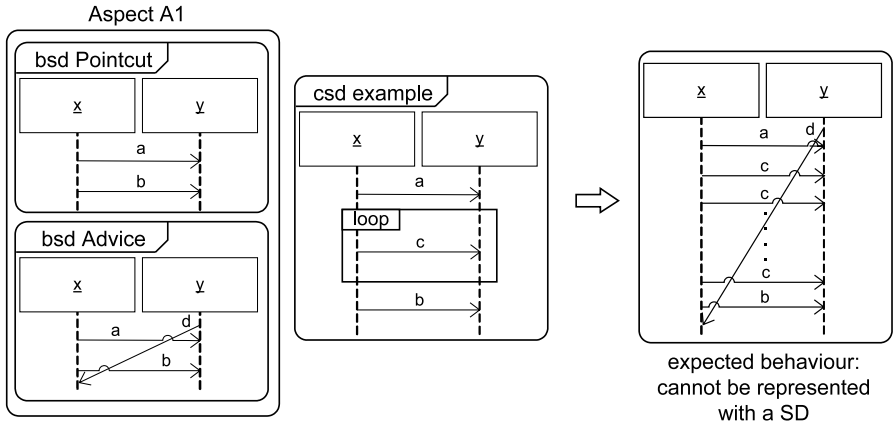 Aspect A1
bsd Pointcut
x y
a
b
bsd Advice
x y
d
a
b
csd example
x y
a
loop
c
b
x y
a d
c
c
c
b
expected behaviour:
cannot be represented
with a SD